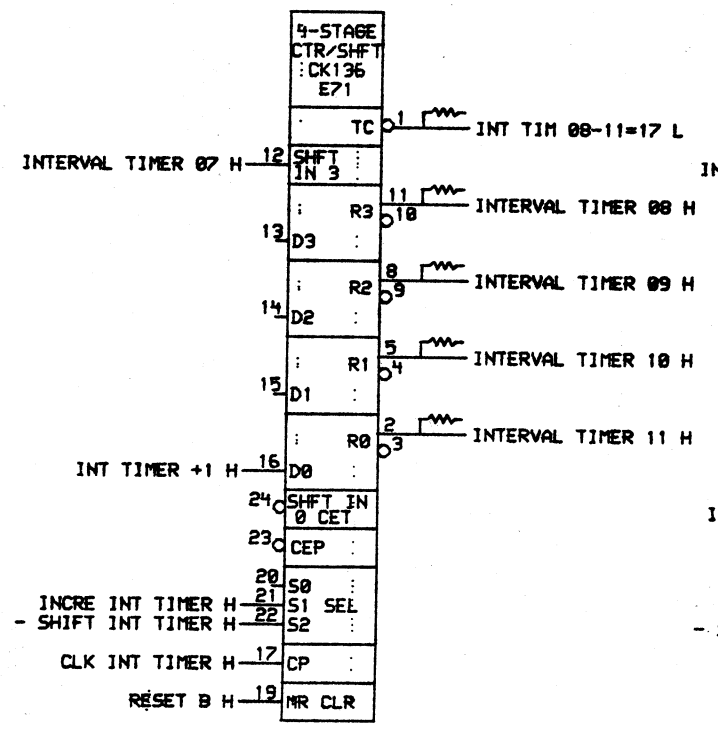 4-STAGE
CTR/SHFT
CK136
E71
TC 1 INT TIM 08-11=17 L
INTERVAL TIMER 07 H 12 SHFT
IN 3
11 INTERVAL TIMER 08 H
R3 10
13 D3
8 INTERVAL TIMER 09 H
R2 9
14 D2
5 INTERVAL TIMER 10 H
R1 4
15 D1
2 INTERVAL TIMER 11 H
R0 3
INT TIMER +1 H 16 D0
24 SHFT IN
0 CET
23 CEP
20 S0
INCRE INT TIMER H 21 S1 SEL
- SHIFT INT TIMER H 22 S2
CLK INT TIMER H 17 CP
RESET B H 19 MR CLR
IN
I
-